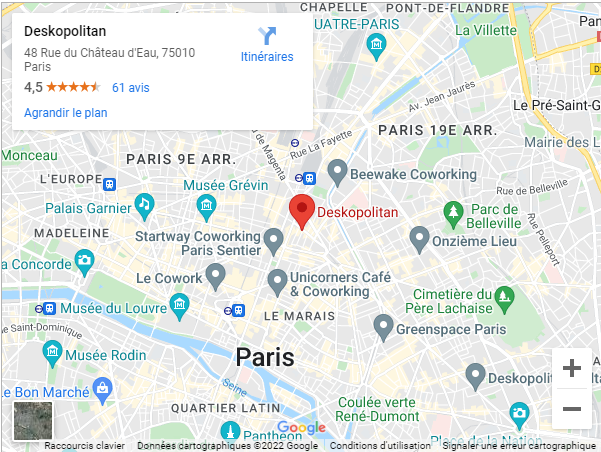 CHAPELLE
PONT-DE-FLANDRE
UATRE-PARIS
La Villette
Deskopolitan
48 Rue du Château d'Eau, 75010
Paris
4,5
61 avis
Itinéraires
Agrandir le plan
Av. Jean Jaurès
Le Pré-Saint-G
Rue La Fayette
PARIS 19E ARR.
Mairie des L
de Magenta
Monceau
PARIS 9E ARR.
L'EUROPE
Beewake Coworking
Rue de Belleville
Musée Grévin
Palais Garnier
Deskopolitan
Parc de
Belleville
MADELEINE
Startway Coworking
Paris Sentier
Onzième Lieu
la Concorde
Le Cowork
Unicorners Café
& Coworking
Cimetière du
Père Lachaise
Musée du Louvre
LE MARAIS
Saint-Dominique
Greenspace Paris
Musée Rodin
Paris
Le Bon Marché
Seine
Deskopolitan
Coulée verte
René-Dumont
QUARTIER LATIN
Panthéon
Google
Place de la Nation
Raccourcis clavier
Données cartographiques ©2022 Google
Conditions d'utilisation
Signaler une erreur cartographique